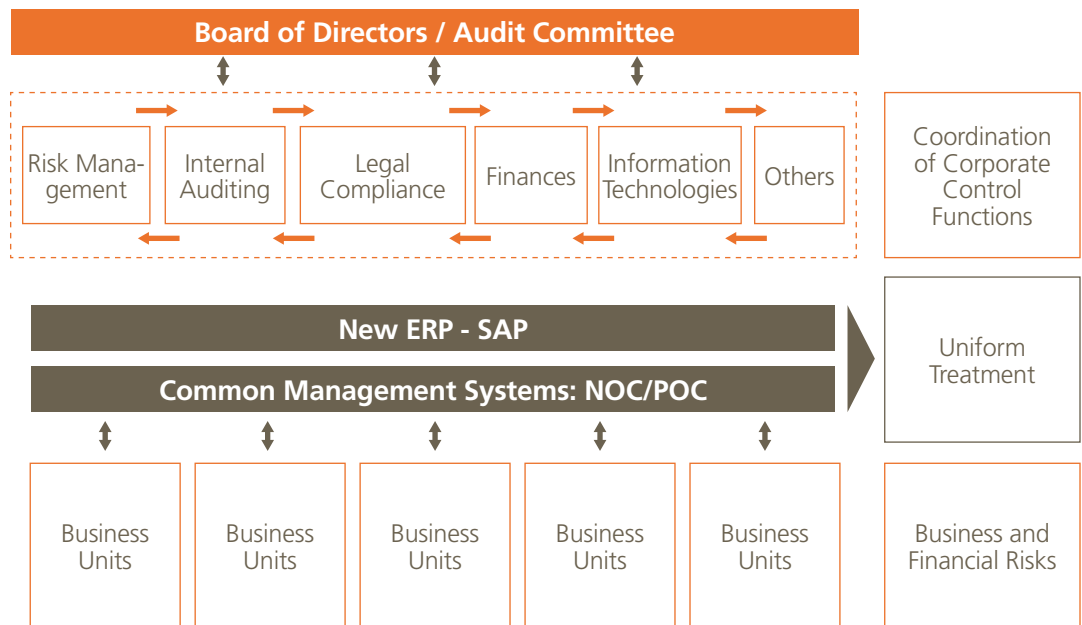 Board of Directors / Audit Committee
Risk Mana-
gement
Internal
Auditing
Legal
Compliance
Finances
Information
Technologies
Others
Coordination
of Corporate
Control
Functions
New ERP - SAP
Common Management Systems: NOC/POC
Uniform
Treatment
Business
Units
Business
Units
Business
Units
Business
Units
Business
Units
Business and
Financial Risks